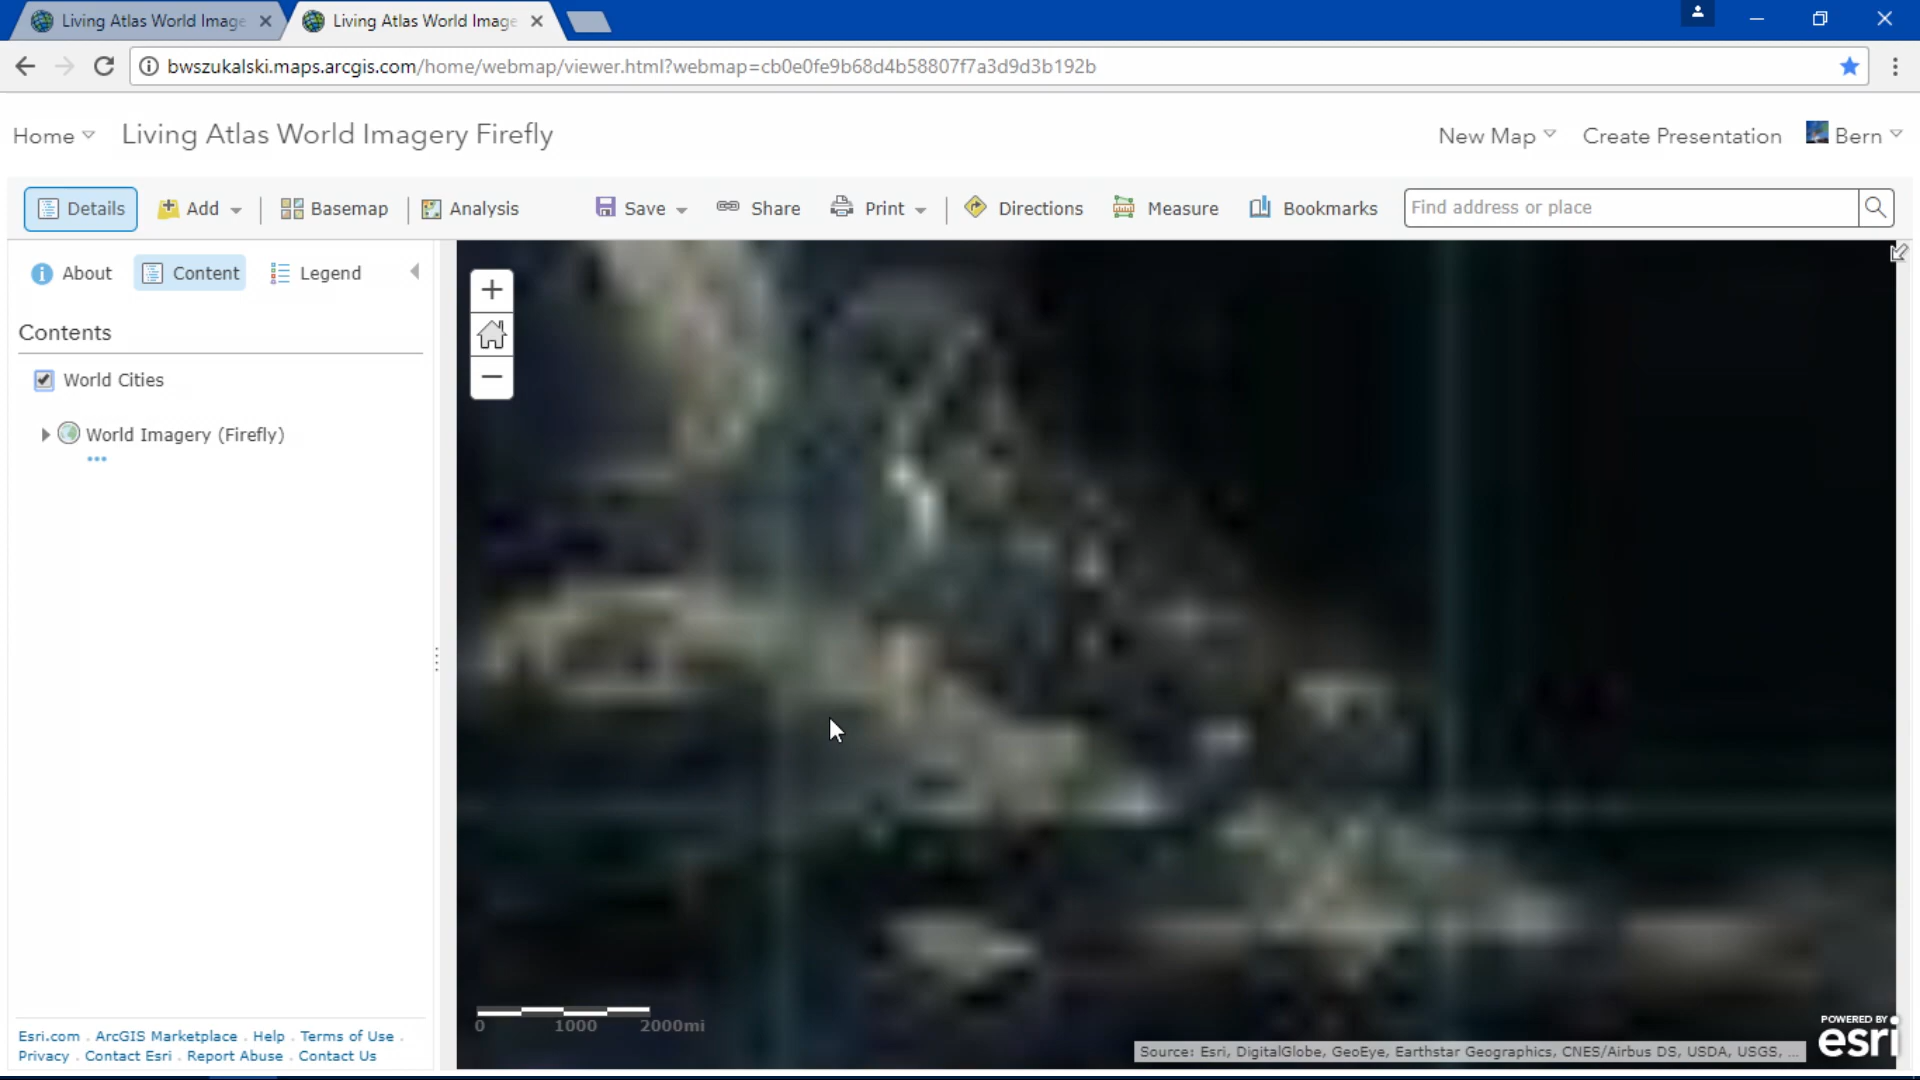 Living Atlas World Image
Living Atlas World Image
bwszukalski.maps.arcgis.com/home/webmap/viewer.html?webmap=cb0e0fe9b68d4b58807f7a3d9d3b192b
Home Living Atlas World Imagery Firefly New Map Create Presentation Bern
Details Add Basemap Analysis Save Share Print Directions Measure Bookmarks Find address or place
About Content Legend
Contents
World Cities
World Imagery (Firefly)
0 1000 2000mi
Esri.com . ArcGIS Marketplace . Help . Terms of Use .
Privacy . Contact Esri . Report Abuse . Contact Us
Source: Esri, DigitalGlobe, GeoEye, Earthstar Geographics, CNES/Airbus DS, USDA, USGS, ...
POWERED BY
esri